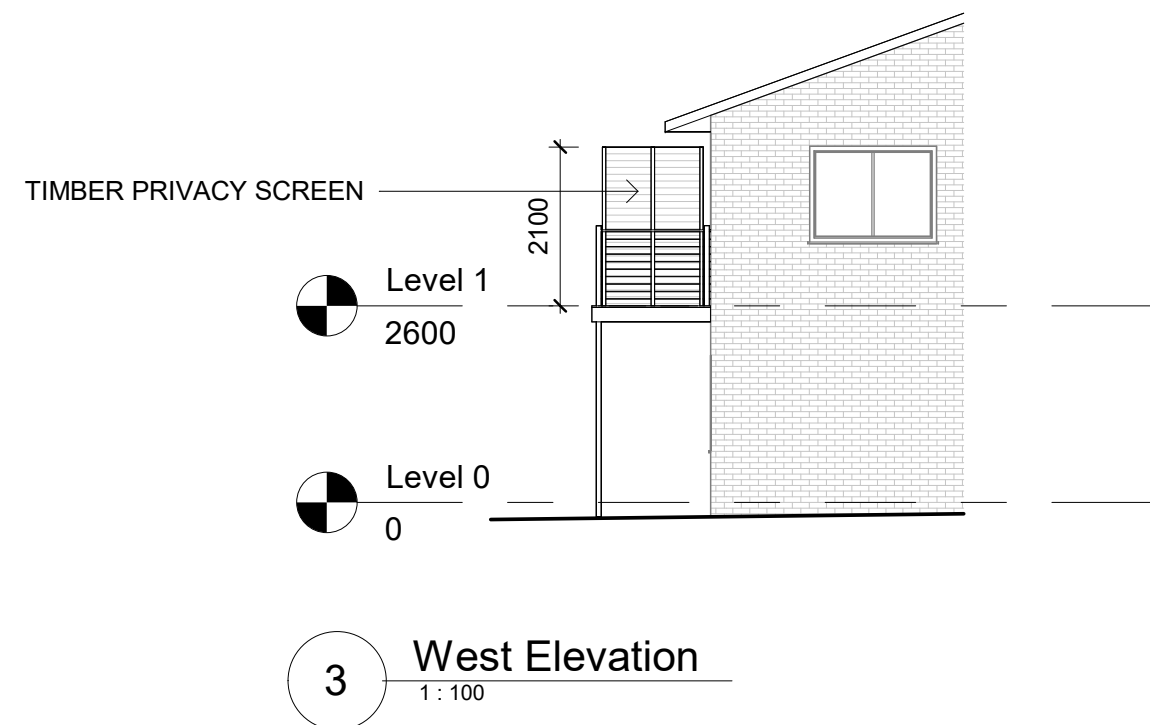 TIMBER PRIVACY SCREEN
2100
Level 1
2600
Level 0
0
3
West Elevation
1 : 100